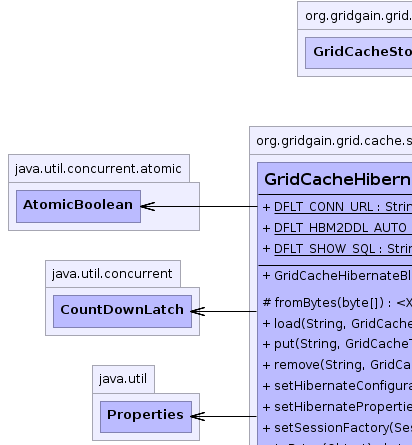 org.gridgain.grid.
GridCacheSto
org.gridgain.grid.cache.s
java.util.concurrent.atomic
AtomicBoolean
GridCacheHibern
+ DFLT_CONN_URL : Strin
+ DFLT_HBM2DDL_AUTO
+ DFLT_SHOW_SQL : Strin
java.util.concurrent
CountDownLatch
+ GridCacheHibernateBl
# fromBytes(byte[]) : <X
+ load(String, GridCache
+ put(String, GridCacheT
+ remove(String, GridCa
java.util
Properties
+ setHibernateConfigura
+ setHibernatePropertie
+ setSessionFactory(Ses